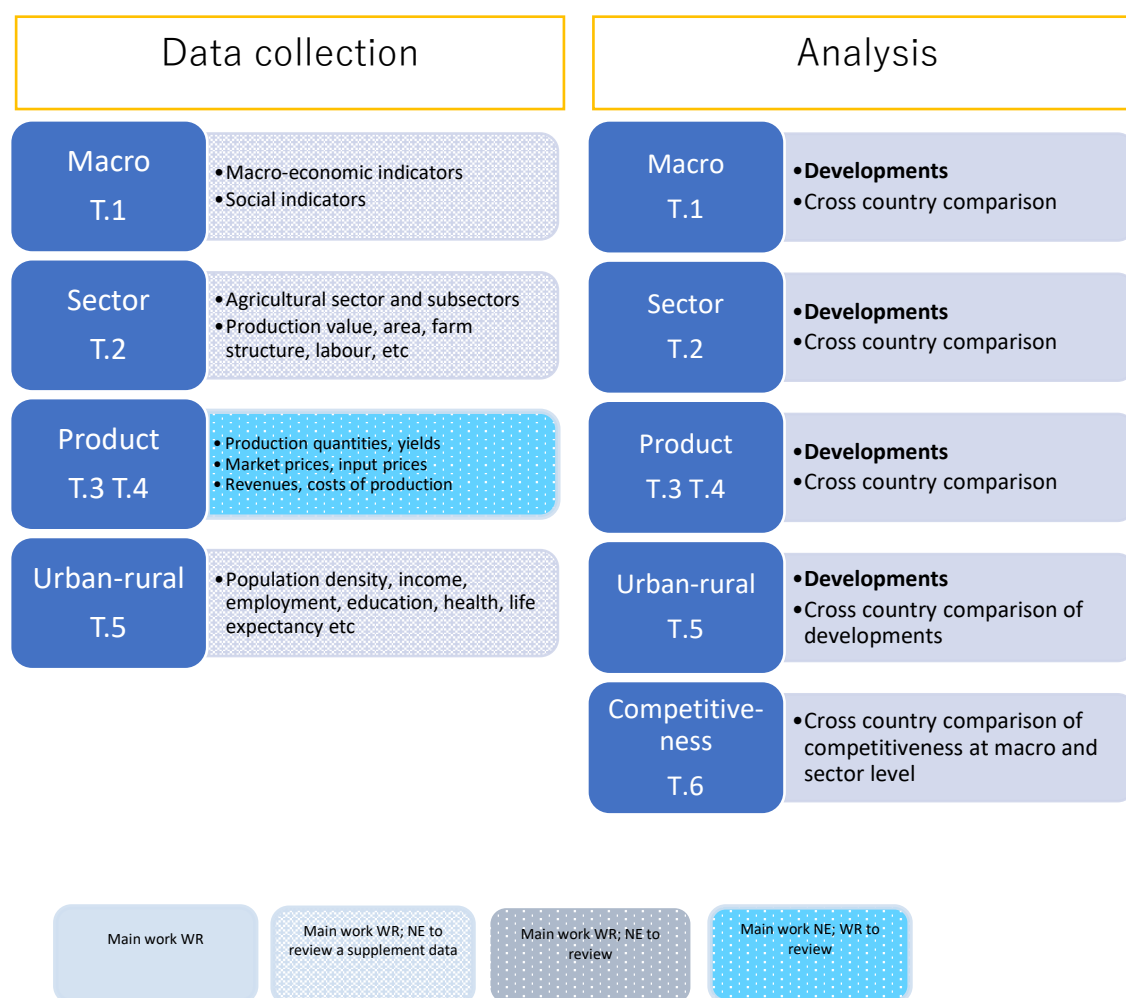 Data collection
Macro
T.1
•Macro-economic indicators
•Social indicators
Sector
T.2
•Agricultural sector and subsectors
•Production value, area, farm
structure, labour, etc
Product
T.3 T.4
• Production quantities, yields
• Market prices, input prices
• Revenues, costs of production
Urban-rural
T.5
•Population density, income,
employment, education, health, life
expectancy etc
Analysis
Macro
T.1
•Developments
•Cross country comparison
Sector
T.2
•Developments
•Cross country comparison
Product
T.3 T.4
•Developments
•Cross country comparison
Urban-rural
T.5
•Developments
•Cross country comparison of
developments
Competitive-
ness
T.6
•Cross country comparison of
competitiveness at macro and
sector level
Main work WR
Main work WR; NE to
review a supplement data
Main work WR; NE to
review
Main work NE; WR to
review